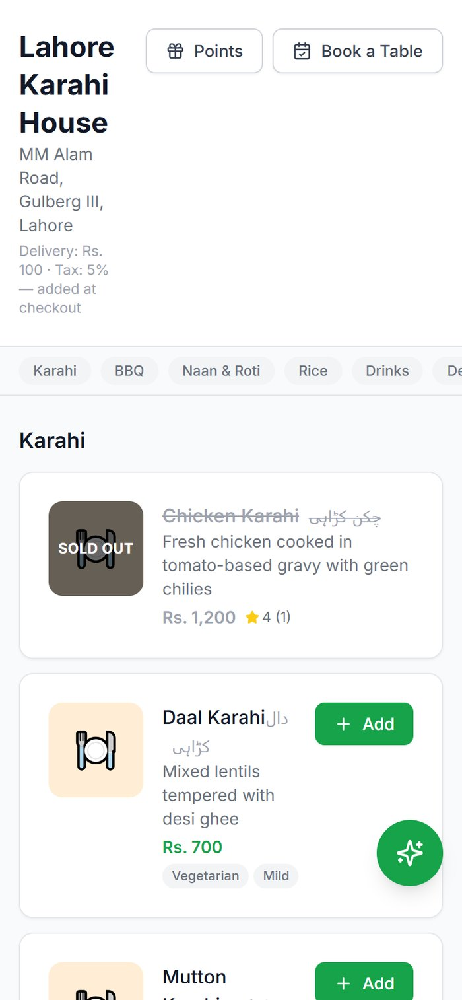 Lahore
Karahi
House
Points
Book a Table
MM Alam
Road,
Gulberg III,
Lahore
Delivery: Rs.
100 · Tax: 5%
— added at
checkout
Karahi
BBQ
Naan & Roti
Rice
Drinks
De
Karahi
SOLD OUT
Chicken Karahi چکن کڑاہی
Fresh chicken cooked in
tomato-based gravy with green
chilies
Rs. 1,200 4 (1)
Daal Karahi دال
کڑاہی
Add
Mixed lentils
tempered with
desi ghee
Rs. 700
Vegetarian
Mild
Mutton
Add